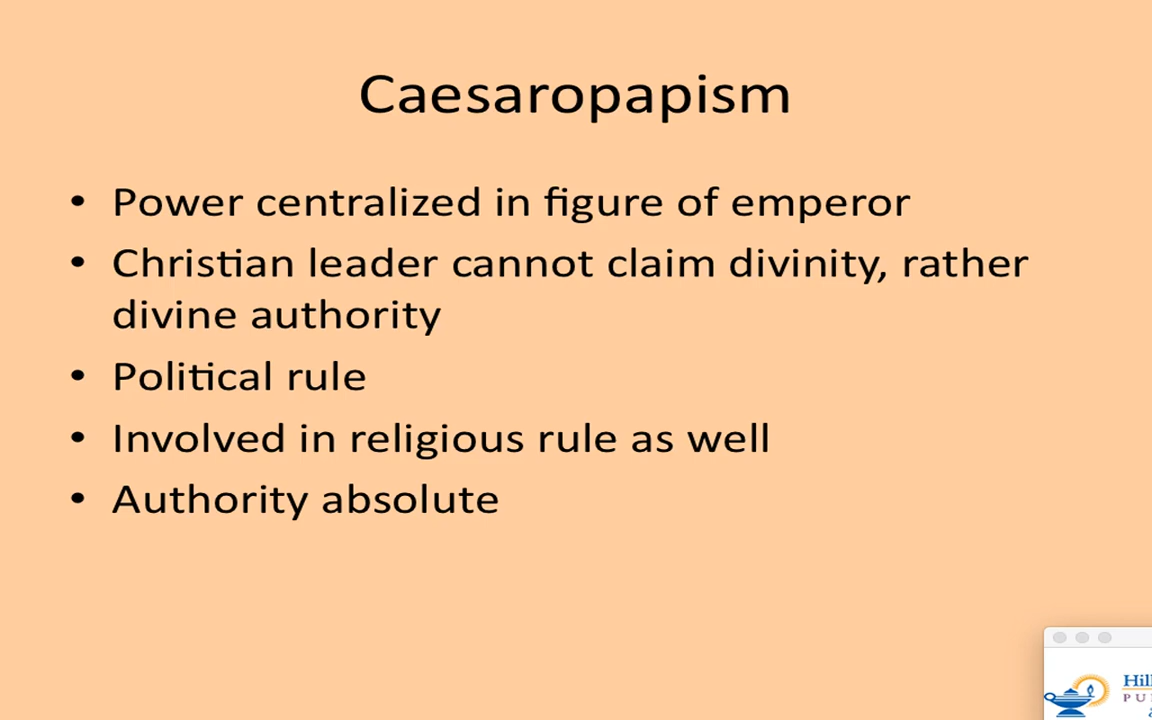 Caesaropapism
• Power centralized in figure of emperor
• Christian leader cannot claim divinity, rather
divine authority
• Political rule
• Involved in religious rule as well
• Authority absolute